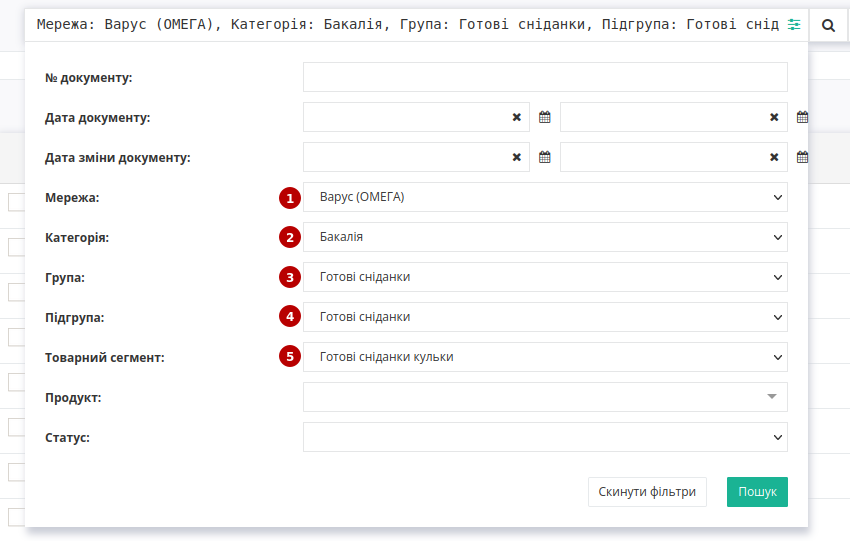 Мережа: Варус (ОМЕГА), Категорія: Бакалія, Група: Готові сніданки, Підгрупа: Готові снід
№ документу:
Дата документу:
Дата зміни документу:
Мережа: 1 Варус (ОМЕГА)
Категорія: 2 Бакалія
Група: 3 Готові сніданки
Підгрупа: 4 Готові сніданки
Товарний сегмент: 5 Готові сніданки кульки
Продукт:
Статус:
Скинути фільтри Пошук